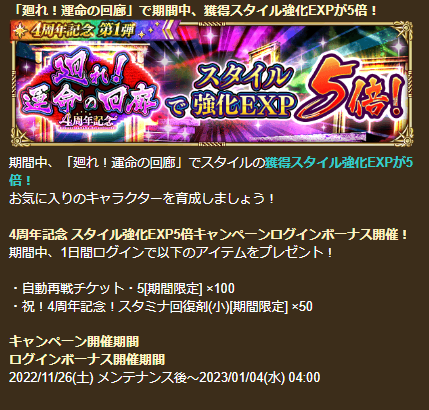 「廻れ！運命の回廊」で期間中、獲得スタイル強化EXPが5倍！
4周年記念 第1弾
廻れ！
運命の回廊
4周年記念
スタイル
で強化EXP
5倍！
期間中、「廻れ！運命の回廊」でスタイルの獲得スタイル強化EXPが5
倍！
お気に入りのキャラクターを育成しましょう！
4周年記念 スタイル強化EXP5倍キャンペーンログインボーナス開催！
期間中、1日間ログインで以下のアイテムをプレゼント！
・自動再戦チケット・5[期間限定] ×100
・祝！4周年記念！スタミナ回復剤(小)[期間限定] ×50
キャンペーン開催期間
ログインボーナス開催期間
2022/11/26(土) メンテナンス後～2023/01/04(水) 04:00